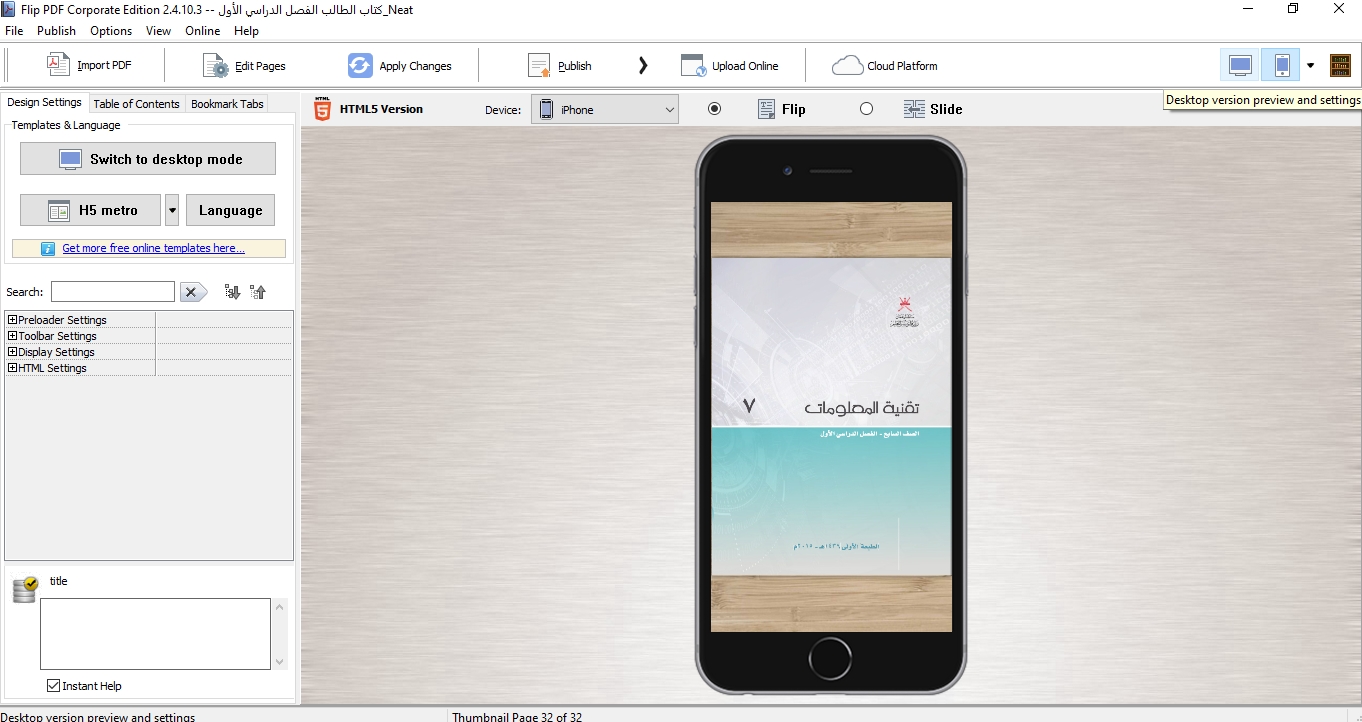 Flip PDF Corporate Edition 2.4.10.3 -- كتاب الطالب الفصل الدراسي الأول_Neat
File Publish Options View Online Help
Import PDF Edit Pages Apply Changes Publish Upload Online Cloud Platform
Desktop version preview and settings
Design Settings Table of Contents Bookmark Tabs
HTML 5 HTML5 Version Device: iPhone Flip Slide
Templates & Language
Switch to desktop mode
H5 metro Language
Get more free online templates here...
Search:
Preloader Settings
Toolbar Settings
Display Settings
HTML Settings
تقنية المعلومات ٧
الصف السابع - الفصل الدراسي الأول
الطبعة الأولى ١٤٣٦هـ - ٢٠١٥م
title
Instant Help
Desktop version preview and settings Thumbnail Page 32 of 32